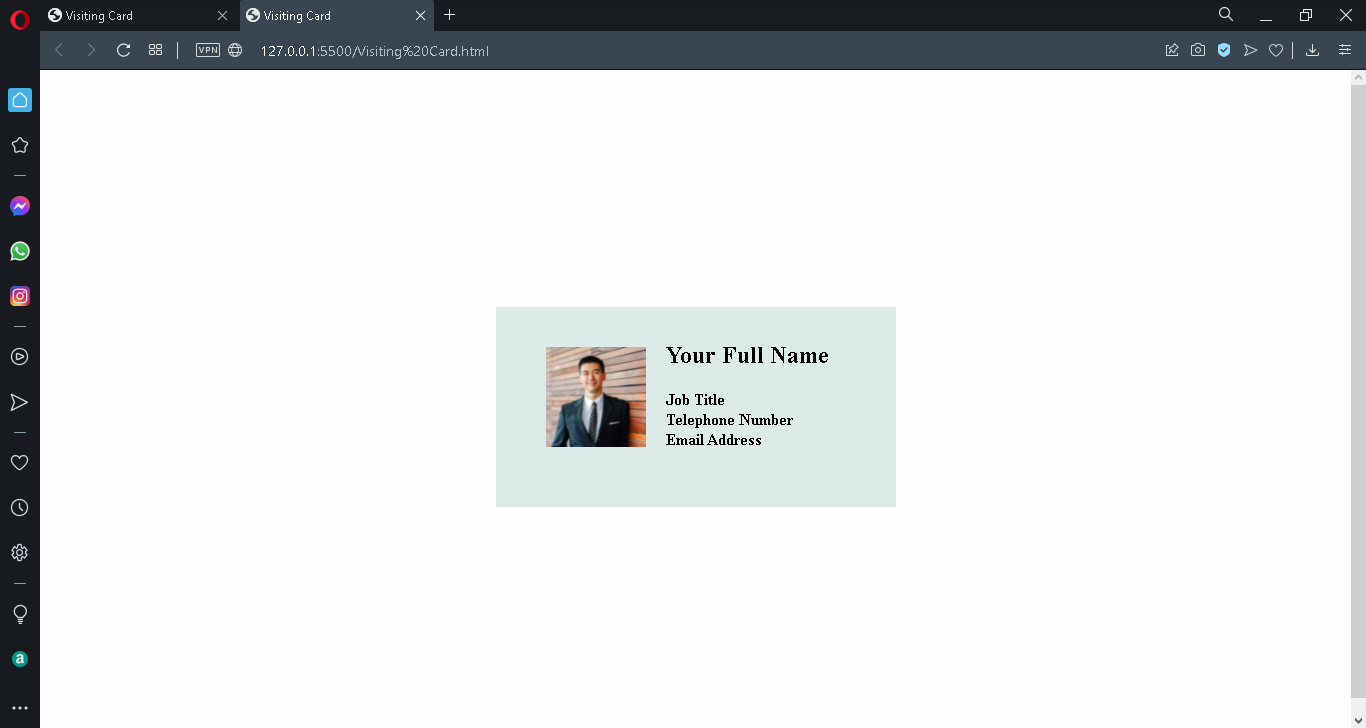 Visiting Card
Visiting Card
VPN
127.0.0.1:5500/Visiting%20Card.html
Your Full Name
Job Title
Telephone Number
Email Address
a